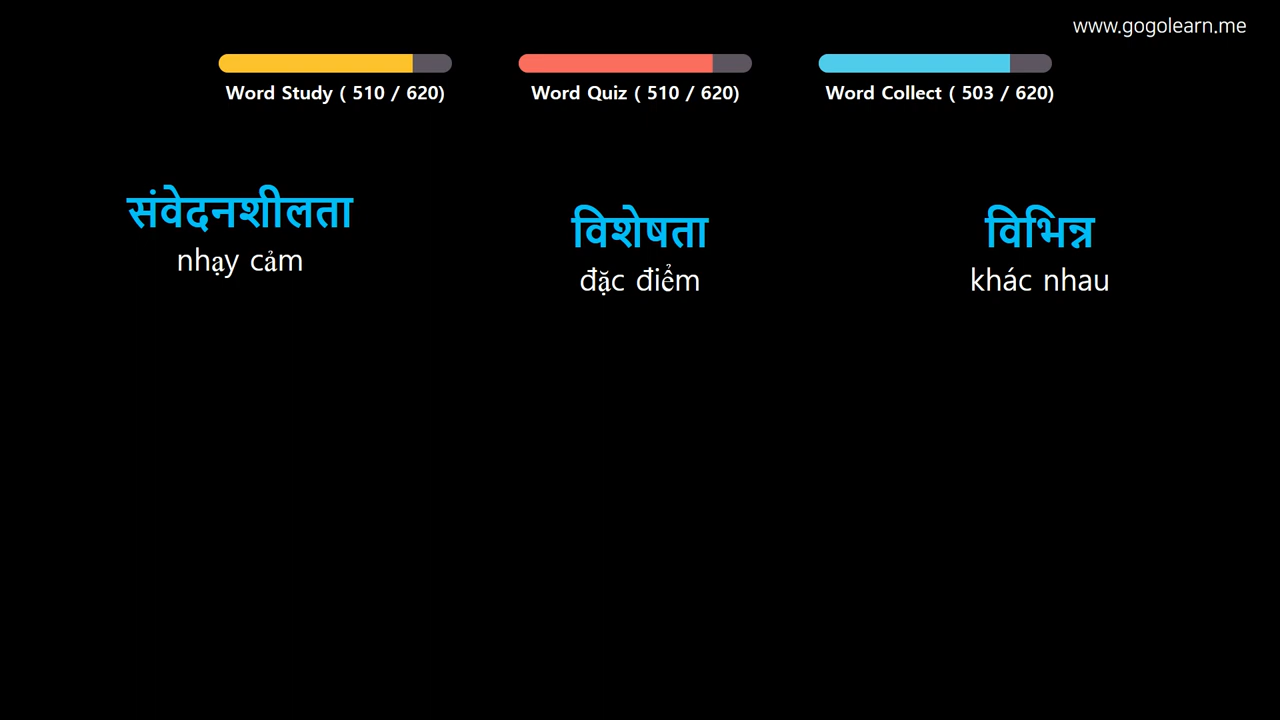 www.gogolearn.me
Word Study ( 510 / 620)
Word Quiz ( 510 / 620)
Word Collect ( 503 / 620)
संवेदनशीलता
nhạy cảm
विशेषता
đặc điểm
विभिन्न
khác nhau